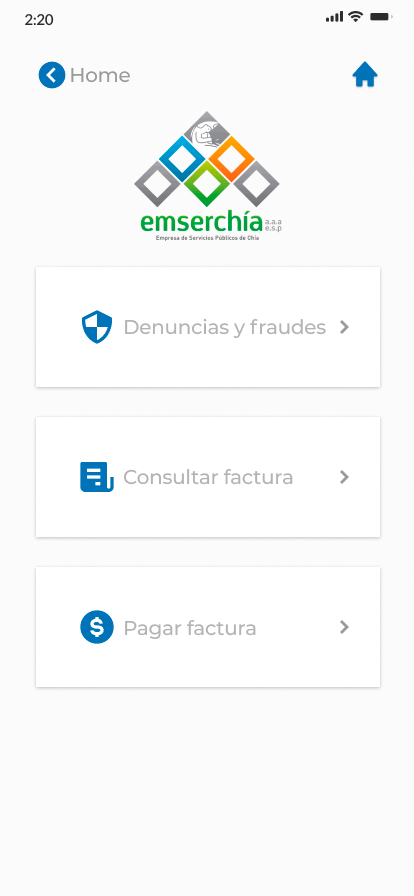 2:20
Home
emserchía a.a.a
e.s.p
Empresa de Servicios Públicos de Chía
Denuncias y fraudes
Consultar factura
Pagar factura